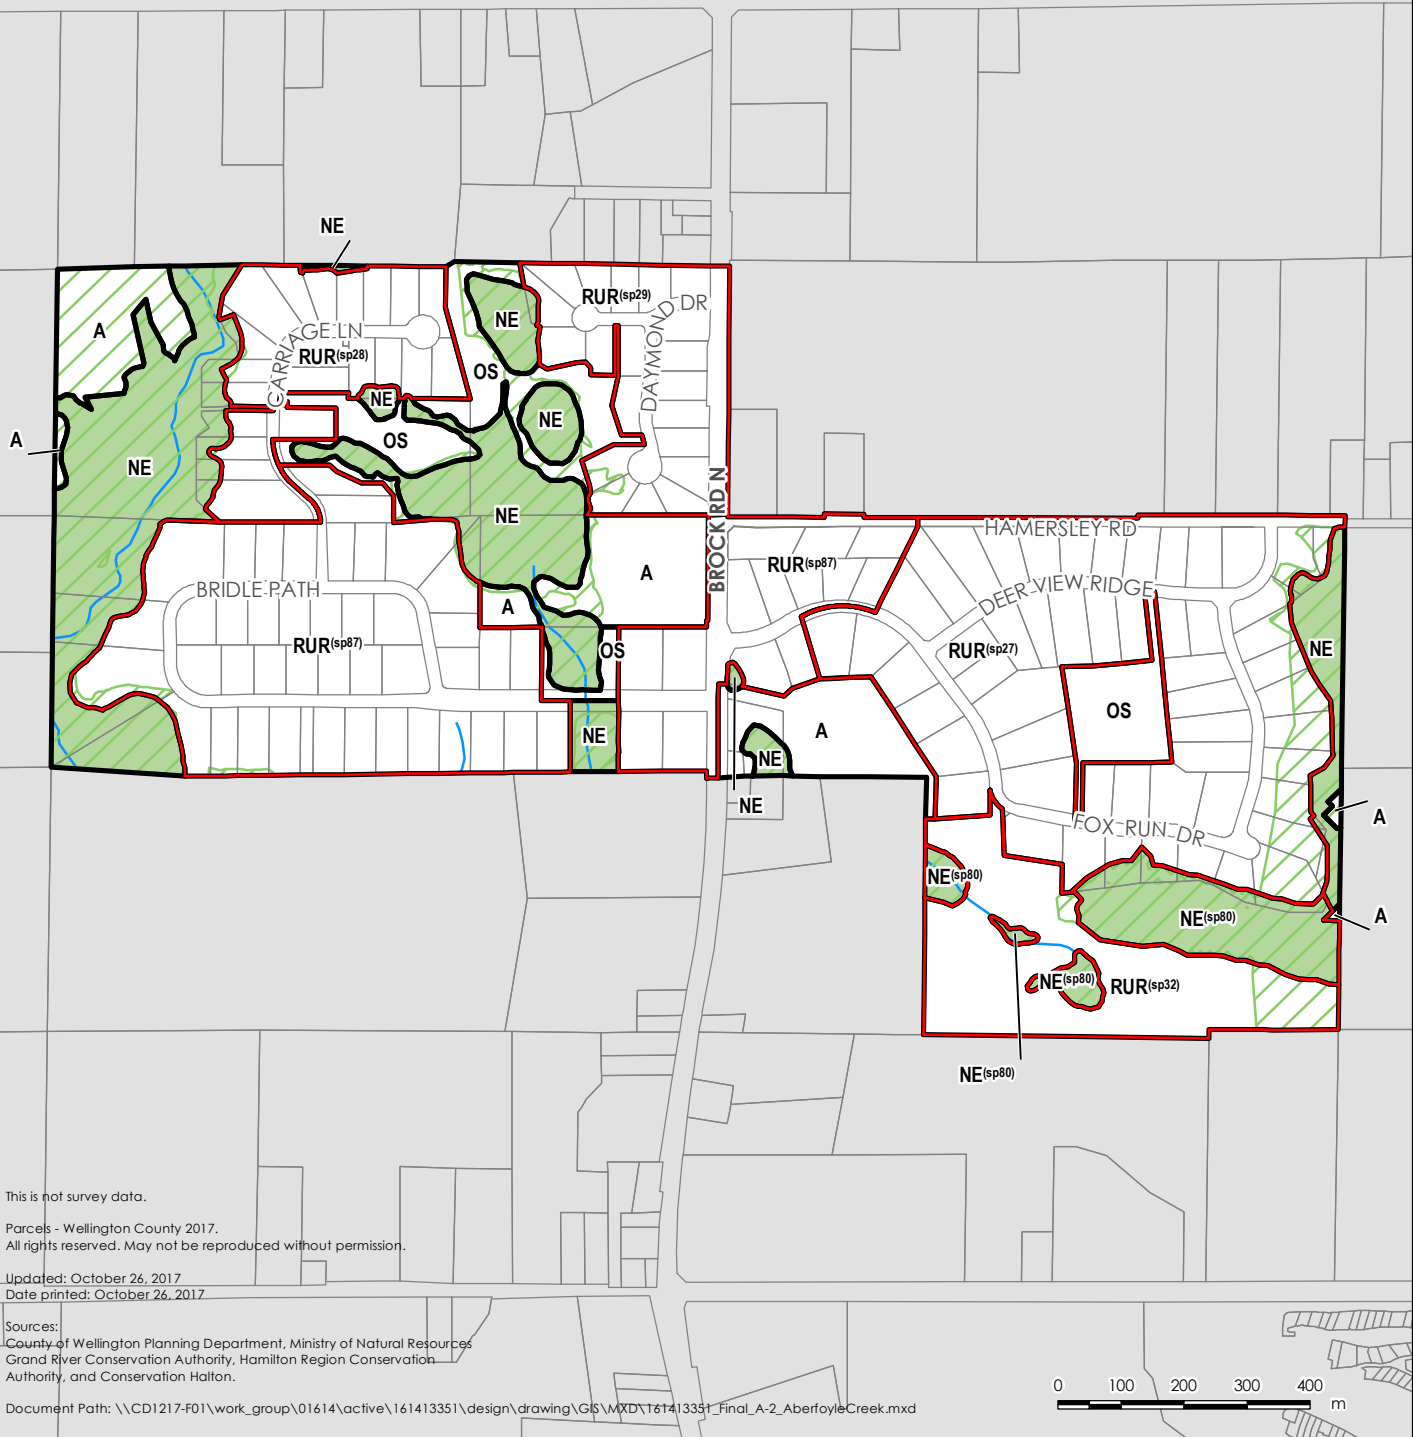 NE
RUR(sp29)
DAYMOND DR
NE
A
CARRIAGE LN
RUR(sp28)
OS
NE
NE
A
OS
NE
NE
BROCK RD N
HAMERSLEY RD
RUR(sp87)
A
BRIDLE PATH
DEER VIEW RIDGE
A
RUR(sp87)
OS
RUR(sp27)
NE
OS
NE
A
NE
NE
A
FOX RUN DR
NE(sp80)
NE(sp80)
A
NE(sp80)
RUR(sp32)
NE(sp80)
This is not survey data.
Parcels - Wellington County 2017.
All rights reserved. May not be reproduced without permission.
Updated: October 26, 2017
Date printed: October 26, 2017
Sources:
County of Wellington Planning Department, Ministry of Natural Resources
Grand River Conservation Authority, Hamilton Region Conservation
Authority, and Conservation Halton.
0 100 200 300 400
m
Document Path: \\CD1217-F01\work_group\01614\active\161413351\design\drawing\GIS\MXD\161413351_Final_A-2_AberfoyleCreek.mxd